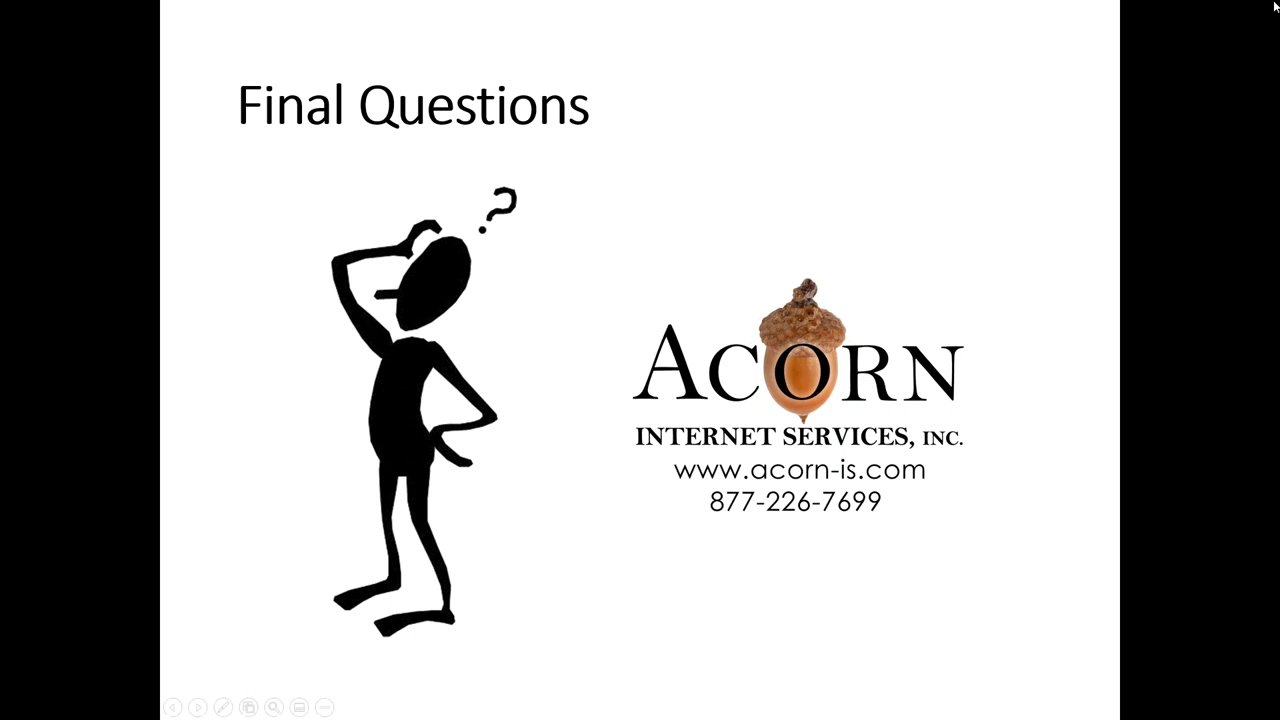 Final Questions
?
ACORN
INTERNET SERVICES, INC.
www.acorn-is.com
877-226-7699